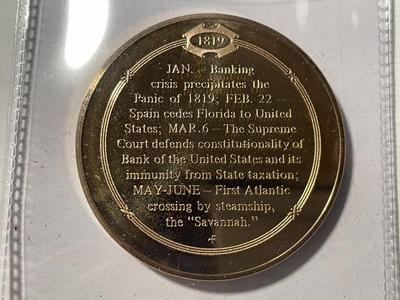 1819
JAN. – Banking
crisis precipitates the
Panic of 1819; FEB. 22 –
Spain cedes Florida to United
States; MAR. 6 – The Supreme
Court defends constitutionality of
Bank of the United States and its
immunity from State taxation;
MAY-JUNE – First Atlantic
crossing by steamship,
the "Savannah."